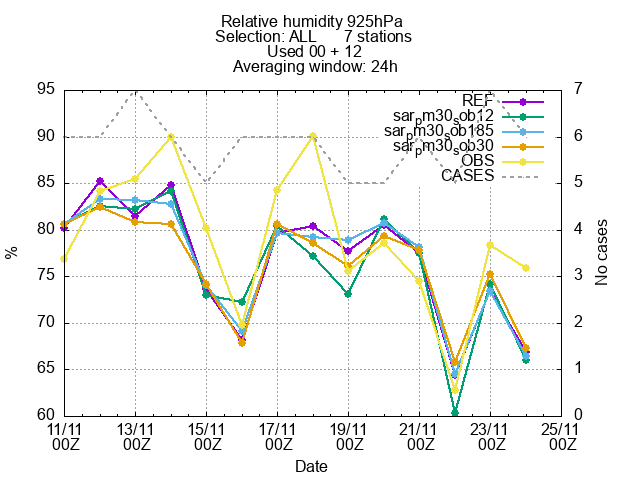 Relative humidity 925hPa
Selection: ALL 7 stations
Used 00 + 12
Averaging window: 24h
95
90
85
80
75
70
65
60
%
7
6
5
4
3
2
1
0
No cases
REF
sarpm30sob12
sarpm30sob185
sarpm30sob30
OBS
CASES
11/11 13/11 15/11 17/11 19/11 21/11 23/11 25/11
00Z 00Z 00Z 00Z 00Z 00Z 00Z 00Z
Date